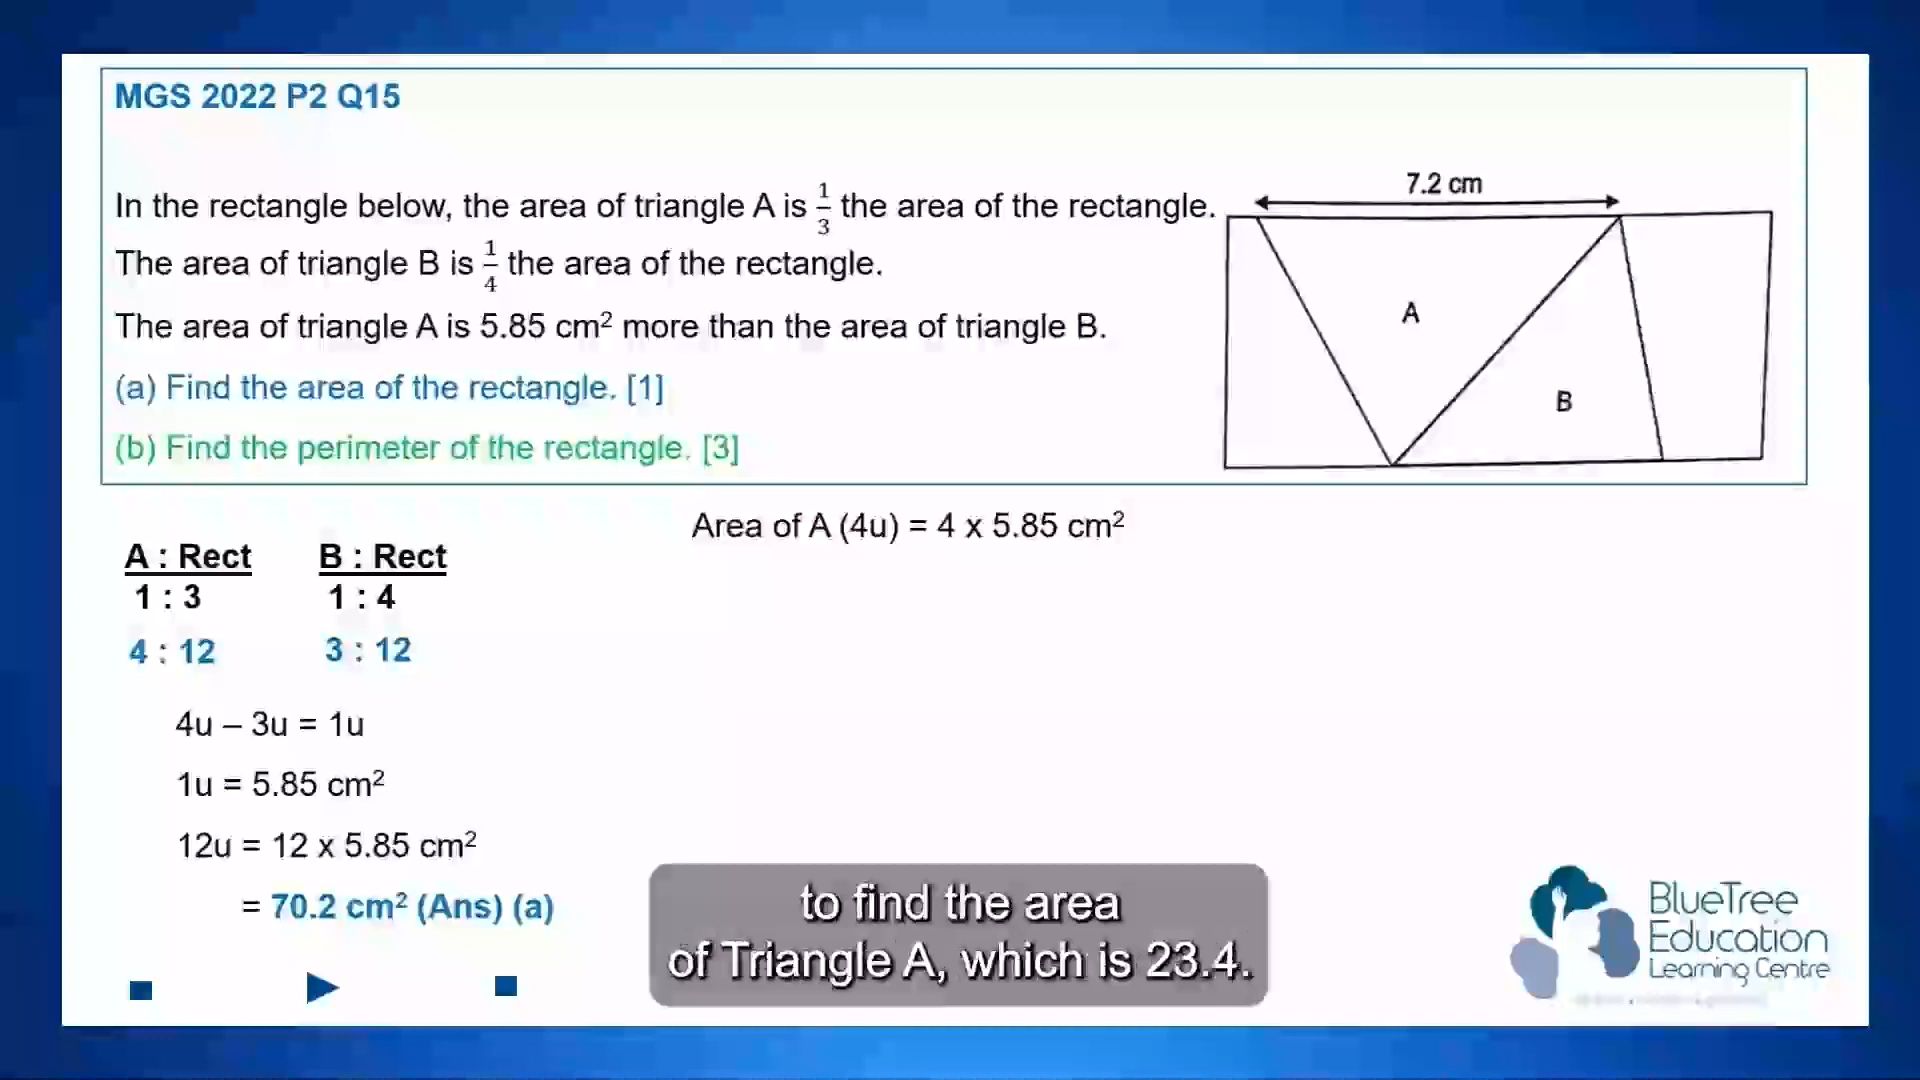 MGS 2022 P2 Q15
7.2 cm
In the rectangle below, the area of triangle A is 1/3 the area of the rectangle.
The area of triangle B is 1/4 the area of the rectangle.
A
The area of triangle A is 5.85 cm² more than the area of triangle B.
(a) Find the area of the rectangle. [1]
B
(b) Find the perimeter of the rectangle. [3]
Area of A (4u) = 4 x 5.85 cm²
A : Rect
1 : 3
4 : 12
B : Rect
1 : 4
3 : 12
4u – 3u = 1u
1u = 5.85 cm²
12u = 12 x 5.85 cm²
= 70.2 cm² (Ans) (a)
to find the area
of Triangle A, which is 23.4.
BlueTree
Education
Learning Centre